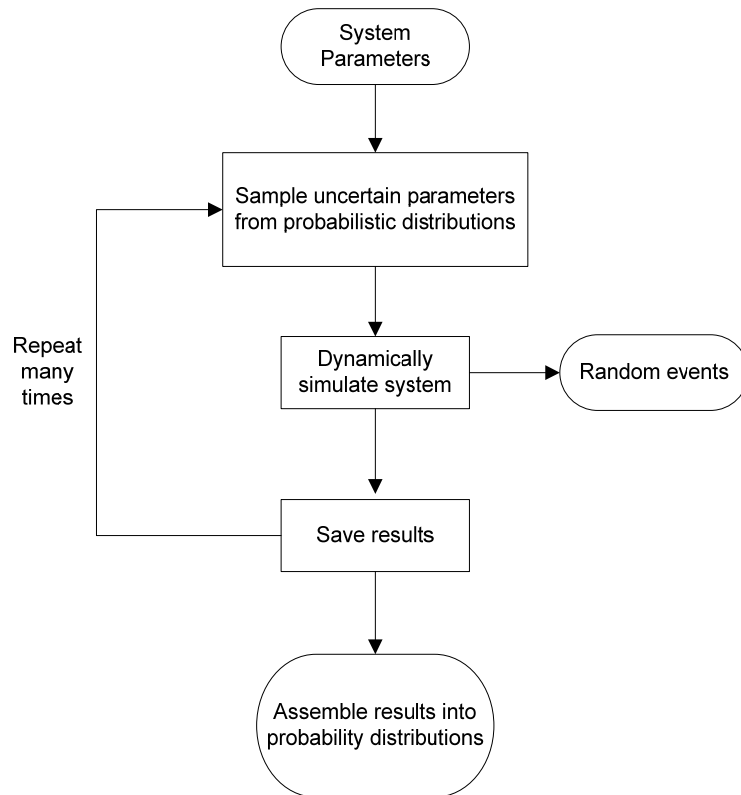 System
Parameters
Sample uncertain parameters
from probabilistic distributions
Repeat
many
times
Dynamically
simulate system
Random events
Save results
Assemble results into
probability distributions